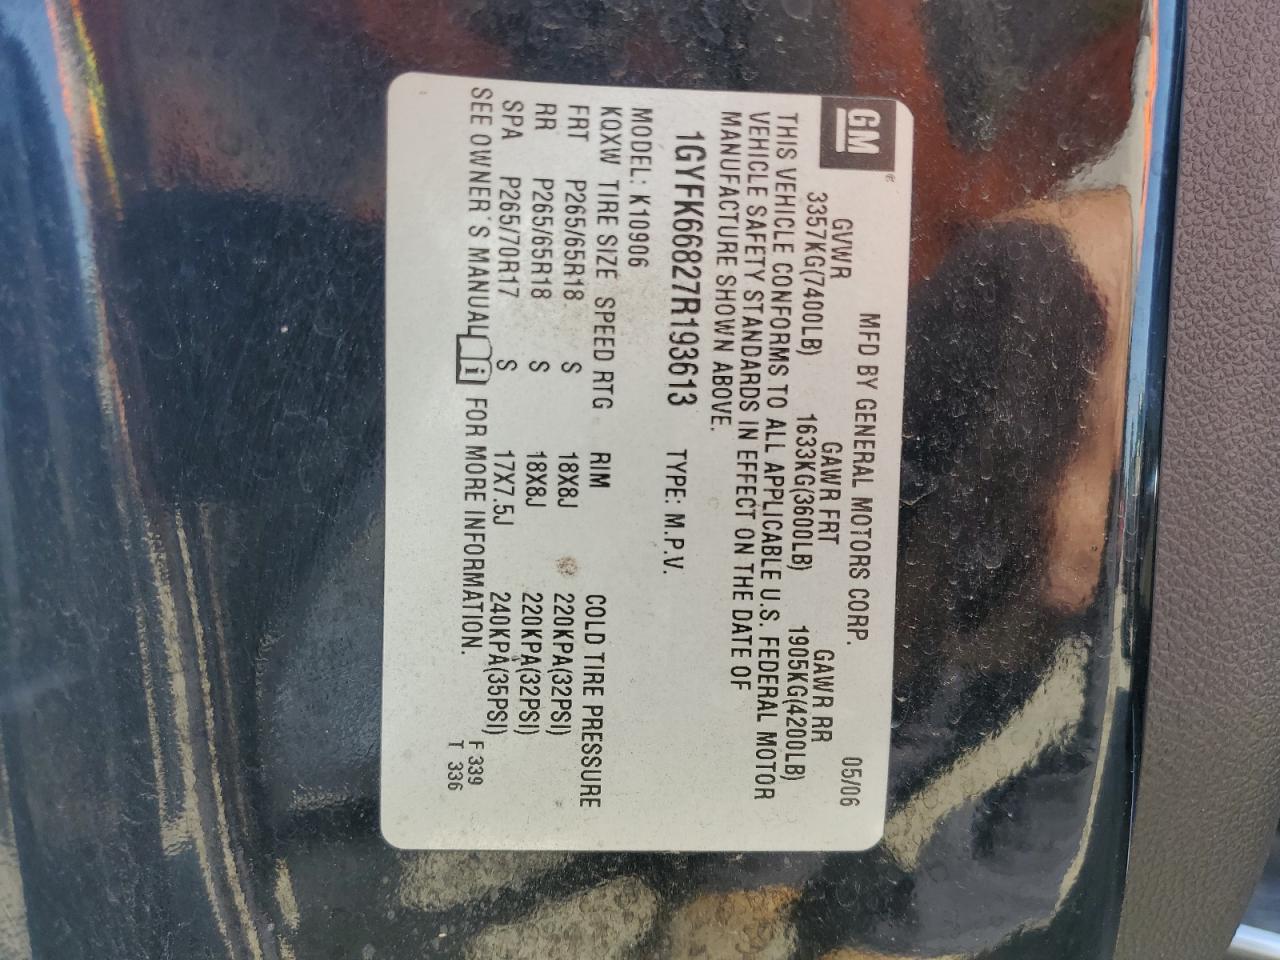 GM
MFD BY GENERAL MOTORS CORP. 05/06
GVWR GAWR FRT GAWR RR
3357KG(7400LB) 1633KG(3600LB) 1905KG(4200LB)
THIS VEHICLE CONFORMS TO ALL APPLICABLE U.S. FEDERAL MOTOR
VEHICLE SAFETY STANDARDS IN EFFECT ON THE DATE OF
MANUFACTURE SHOWN ABOVE.
1GYFK66827R193613 TYPE: M.P.V.
MODEL: K10906
KQXW TIRE SIZE SPEED RTG RIM COLD TIRE PRESSURE
FRT P265/65R18 S 18X8J 220KPA(32PSI)
RR P265/65R18 S 18X8J 220KPA(32PSI)
SPA P265/70R17 S 17X7.5J 240KPA(35PSI)
SEE OWNER'S MANUAL i FOR MORE INFORMATION.
F 339
T 336